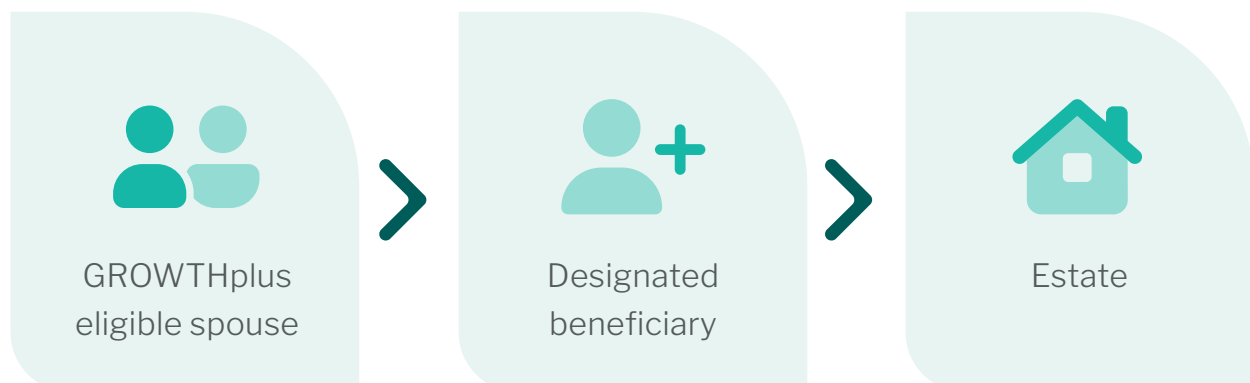 GROWTHplus
eligible spouse
Designated
beneficiary
Estate